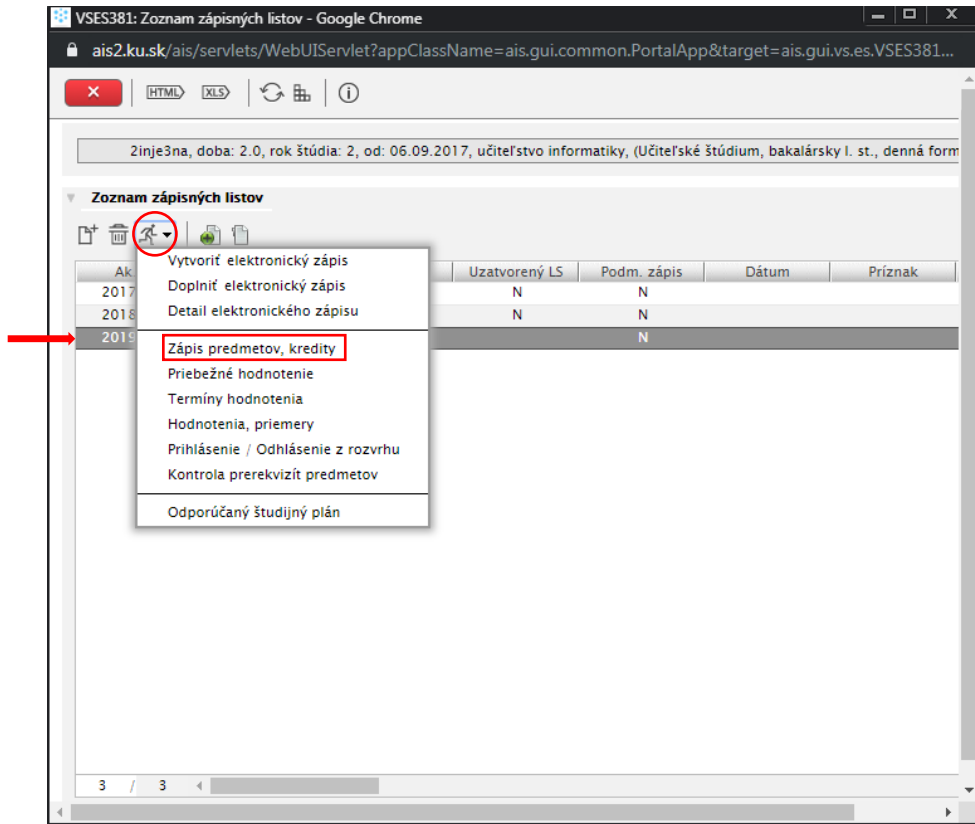 VSES381: Zoznam zápisných listov - Google Chrome
ais2.ku.sk/ais/servlets/WebUIServlet?appClassName=ais.gui.common.PortalApp&target=ais.gui.vs.es.VSES381...
HTML XLS
2inje3na, doba: 2.0, rok štúdia: 2, od: 06.09.2017, učiteľstvo informatiky, (Učiteľské štúdium, bakalársky I. st., denná form
Zoznam zápisných listov
Ak Uzatvorený LS Podm. zápis Dátum Príznak
2017 N N
2018 N N
2019 N
Vytvoriť elektronický zápis
Doplniť elektronický zápis
Detail elektronického zápisu
Zápis predmetov, kredity
Priebežné hodnotenie
Termíny hodnotenia
Hodnotenia, priemery
Prihlásenie / Odhlásenie z rozvrhu
Kontrola prerekvizít predmetov
Odporúčaný študijný plán
3 / 3